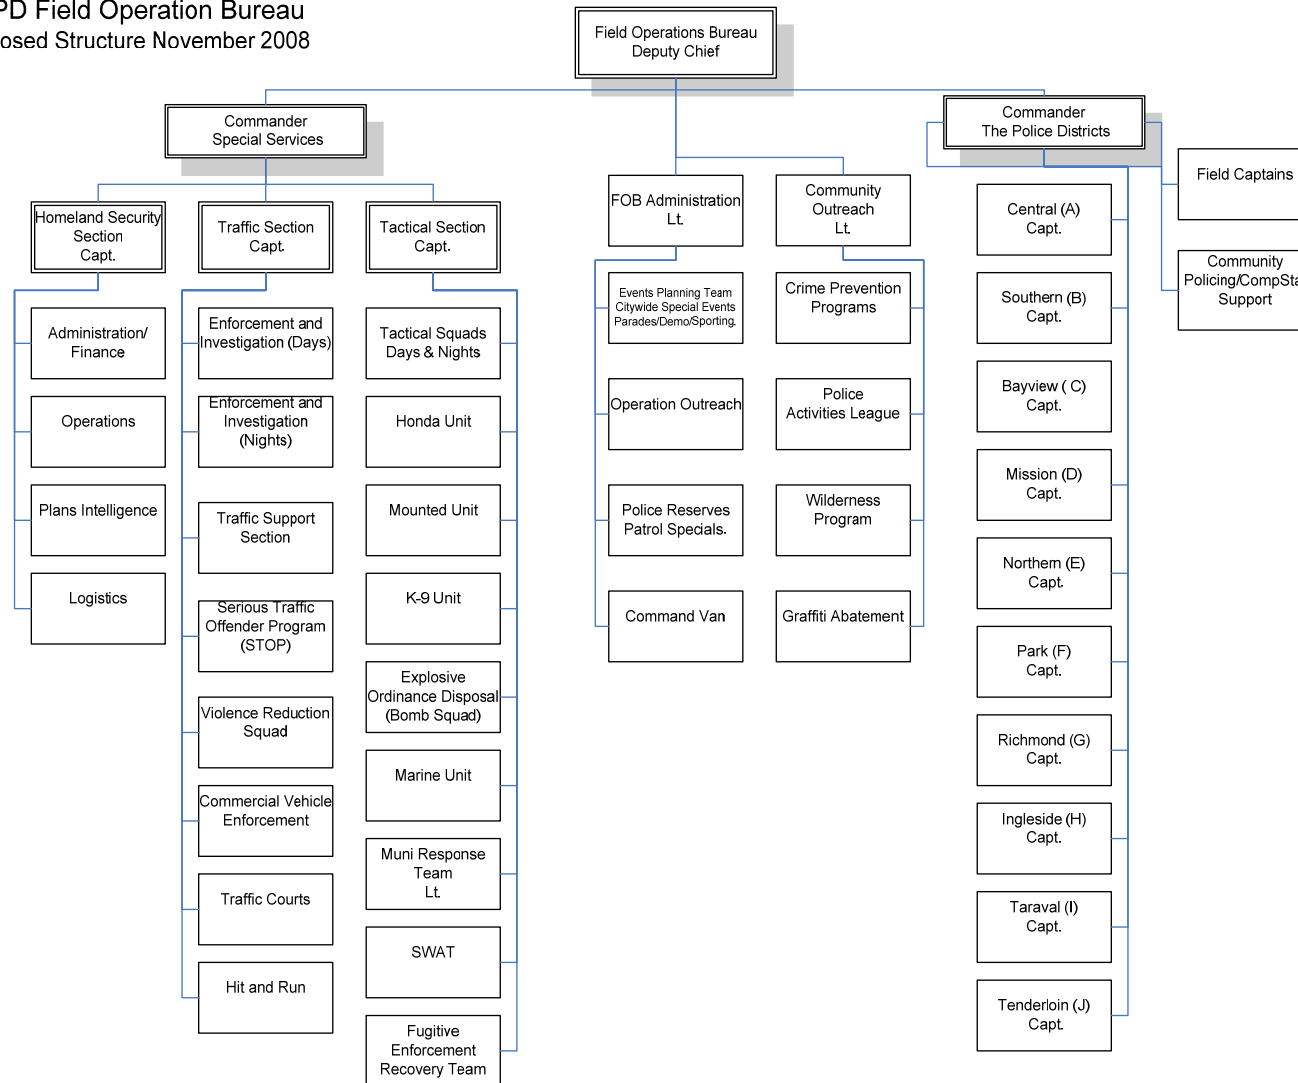 PD Field Operation Bureau
osed Structure November 2008
Field Operations Bureau
Deputy Chief
Commander
Special Services
Commander
The Police Districts
Homeland Security
Section
Capt.
Traffic Section
Capt.
Tactical Section
Capt.
FOB Administration
Lt.
Community
Outreach
Lt.
Field Captains
Community
Policing/CompSta
Support
Administration/
Finance
Operations
Plans Intelligence
Logistics
Enforcement and
Investigation (Days)
Enforcement and
Investigation
(Nights)
Traffic Support
Section
Serious Traffic
Offender Program
(STOP)
Violence Reduction
Squad
Commercial Vehicle
Enforcement
Traffic Courts
Hit and Run
Tactical Squads
Days & Nights
Honda Unit
Mounted Unit
K-9 Unit
Explosive
Ordinance Disposal
(Bomb Squad)
Marine Unit
Muni Response
Team
Lt.
SWAT
Fugitive
Enforcement
Recovery Team
Events Planning Team
Citywide Special Events
Parades/Demo/Sporting.
Operation Outreach
Police Reserves
Patrol Specials.
Command Van
Crime Prevention
Programs
Police
Activities League
Wilderness
Program
Graffiti Abatement
Central (A)
Capt.
Southern (B)
Capt.
Bayview ( C)
Capt.
Mission (D)
Capt.
Northern (E)
Capt.
Park (F)
Capt.
Richmond (G)
Capt.
Ingleside (H)
Capt.
Taraval (I)
Capt.
Tenderloin (J)
Capt.